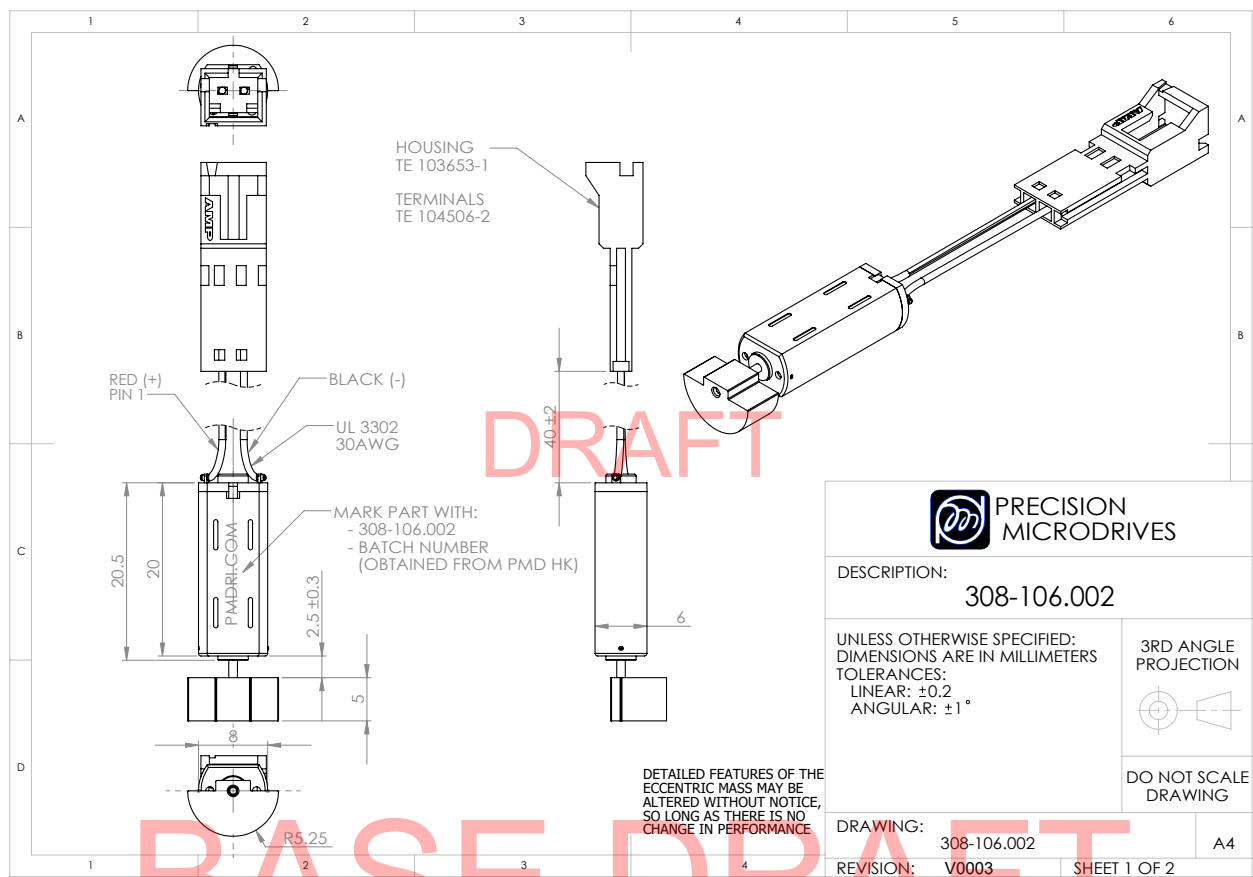 1 2 3 4 5 6
A A
HOUSING
TE 103653-1
TERMINALS
TE 104506-2
AMP
AMP
B B
RED (+)
PIN 1
BLACK (-)
UL 3302
30AWG
40 ±2
DRAFT
C C
MARK PART WITH:
- 308-106.002
- BATCH NUMBER
(OBTAINED FROM PMD HK)
PMDRI.COM
20.5
20
2.5 ±0.3
6
5
8
R5.25
D
PRECISION
MICRODRIVES
DESCRIPTION:
308-106.002
UNLESS OTHERWISE SPECIFIED:
DIMENSIONS ARE IN MILLIMETERS
TOLERANCES:
LINEAR: ±0.2
ANGULAR: ±1°
3RD ANGLE
PROJECTION
DO NOT SCALE
DRAWING
DETAILED FEATURES OF THE
ECCENTRIC MASS MAY BE
ALTERED WITHOUT NOTICE,
SO LONG AS THERE IS NO
CHANGE IN PERFORMANCE
BASE DRAFT
DRAWING:
308-106.002
A4
REVISION: V0003
SHEET 1 OF 2
1 2 3 4